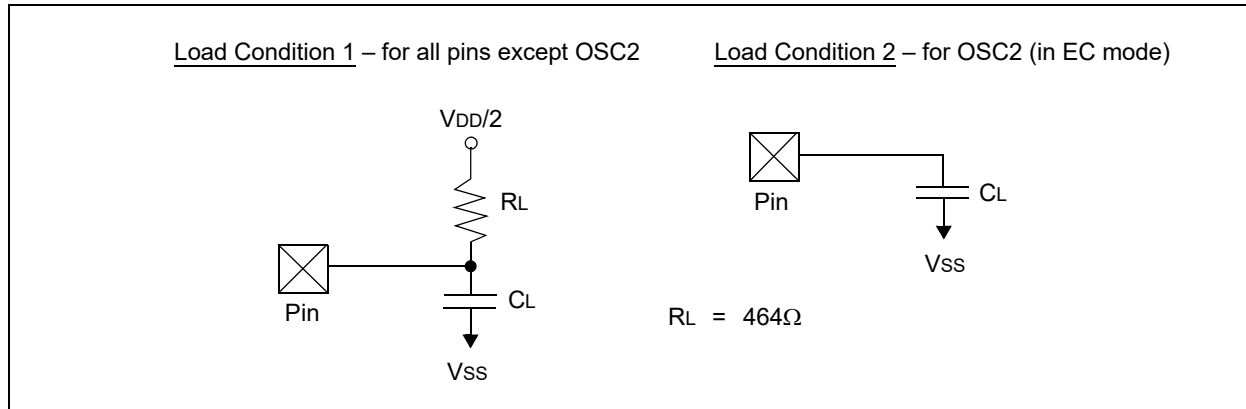 Load Condition 1 – for all pins except OSC2
VDD/2
RL
Pin
CL
VSS
Load Condition 2 – for OSC2 (in EC mode)
Pin
CL
VSS
RL = 464Ω